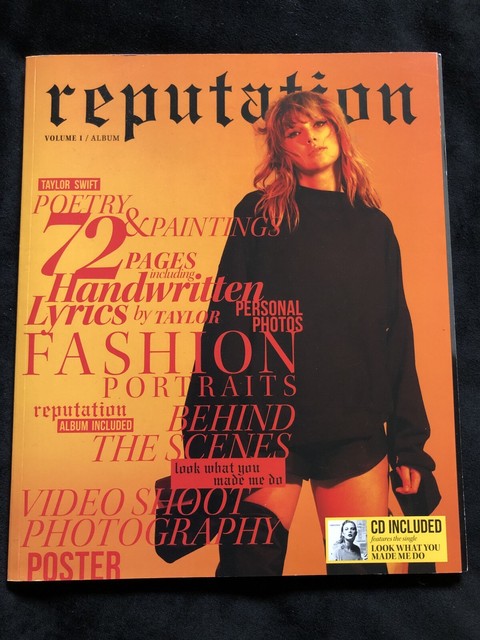 reputation
VOLUME 1 / ALBUM
TAYLOR SWIFT
POETRY
& PAINTINGS
72 PAGES
including
Handwritten
Lyrics by TAYLOR
PERSONAL
PHOTOS
FASHION
PORTRAITS
reputation
ALBUM INCLUDED
BEHIND
THE SCENES
look what you
made me do
VIDEO SHOOT
PHOTOGRAPHY
POSTER
CD INCLUDED
features the single
LOOK WHAT YOU
MADE ME DO